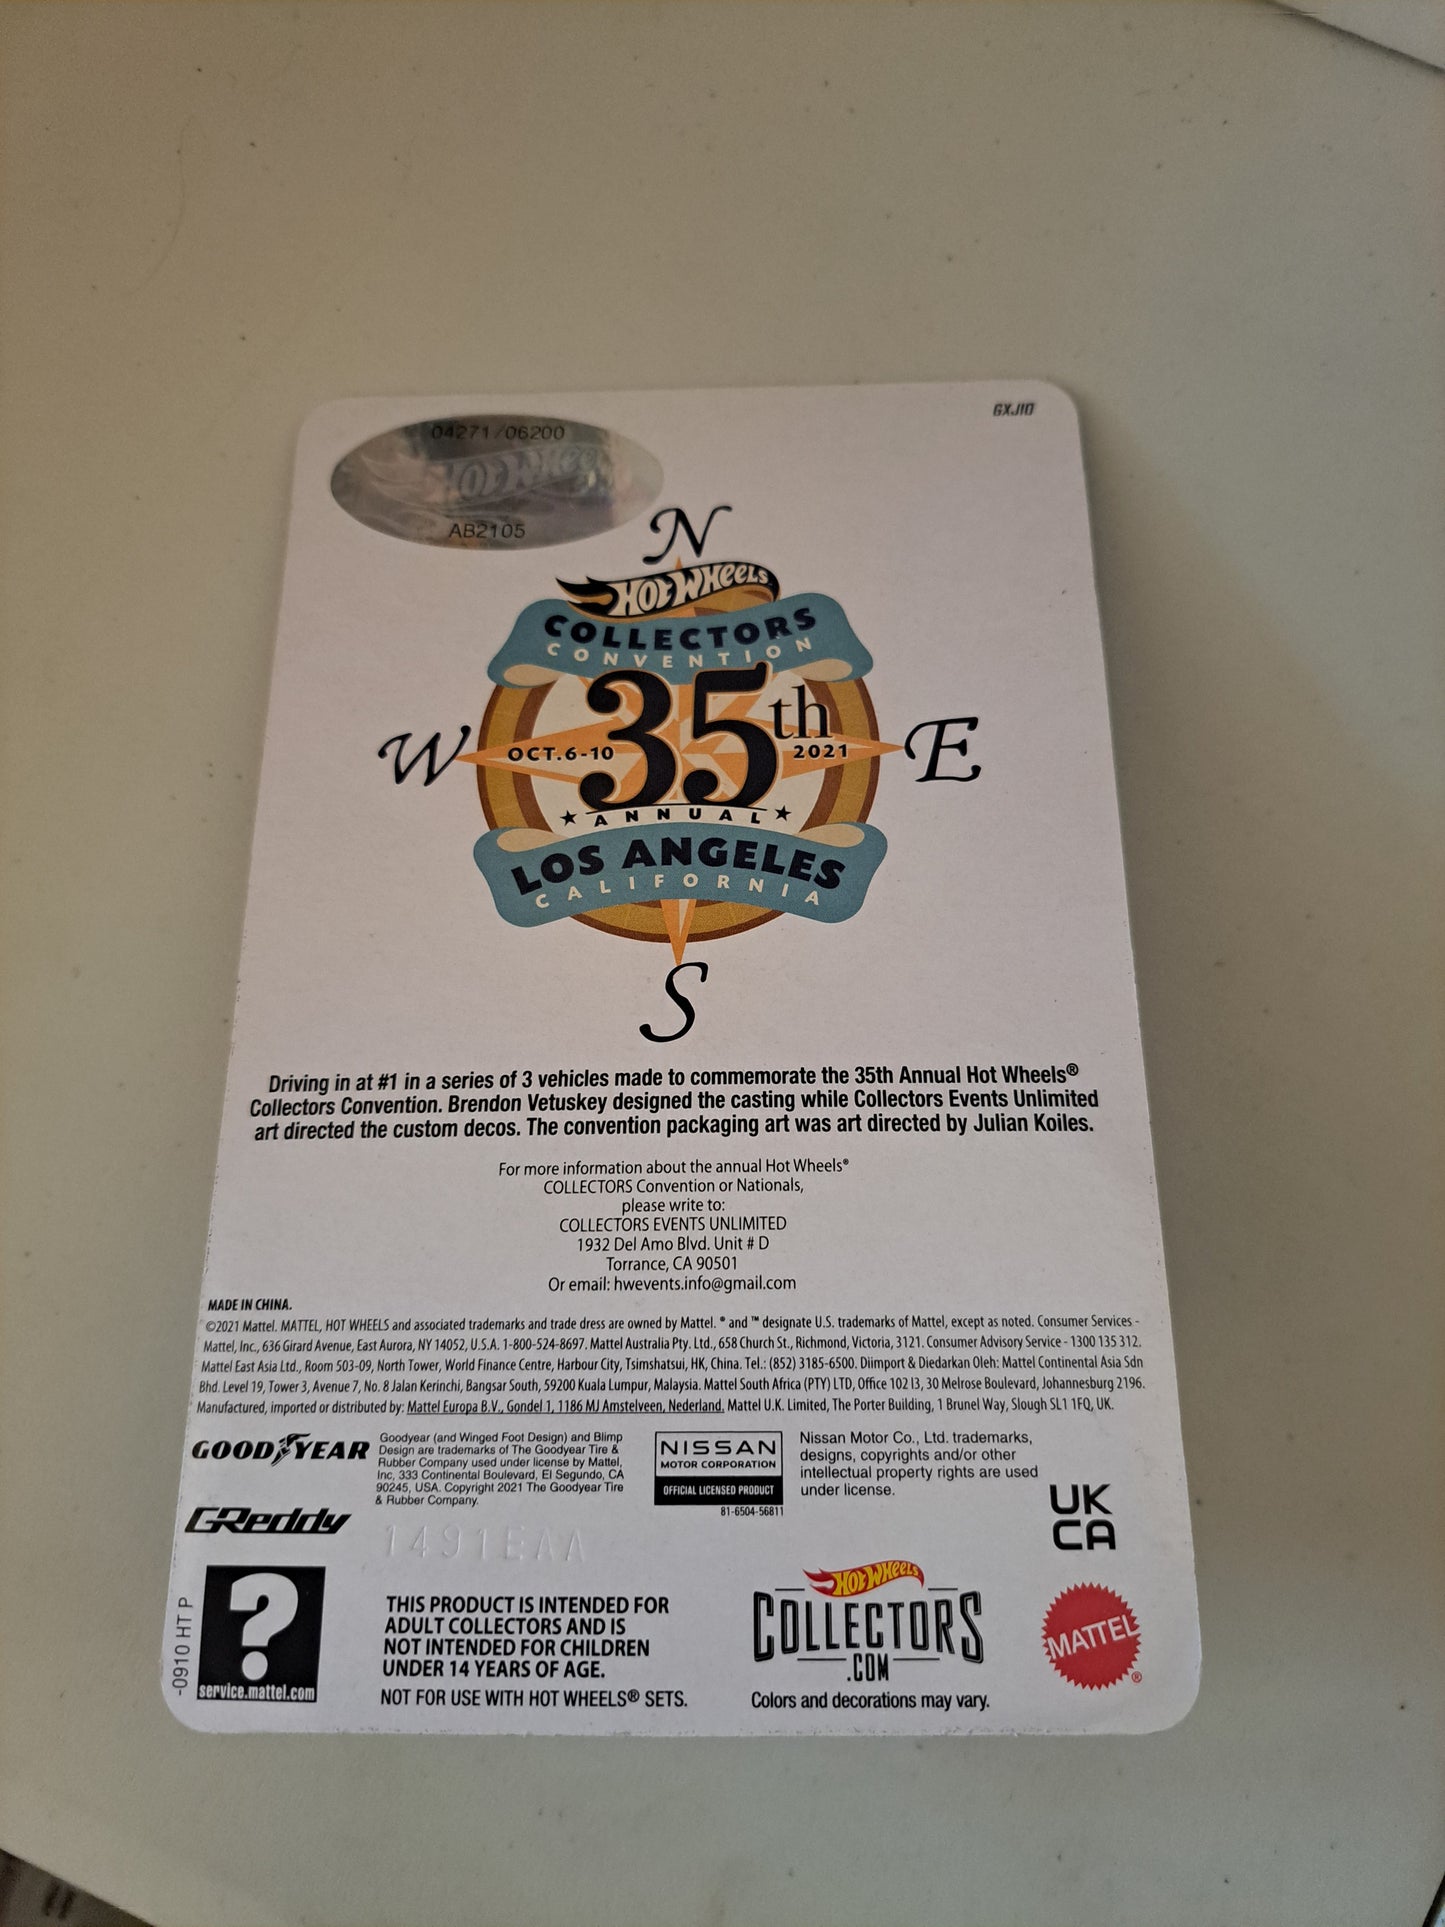 GXJ10
04271/06200
HOT WHEELS
AB2105
N
HOT WHEELS
COLLECTORS
CONVENTION
35th
W
OCT.6-10
2021
E
★ ANNUAL ★
LOS ANGELES
CALIFORNIA
S
Driving in at #1 in a series of 3 vehicles made to commemorate the 35th Annual Hot Wheels®
Collectors Convention. Brendon Vetuskey designed the casting while Collectors Events Unlimited
art directed the custom decos. The convention packaging art was art directed by Julian Koiles.
For more information about the annual Hot Wheels®
COLLECTORS Convention or Nationals,
please write to:
COLLECTORS EVENTS UNLIMITED
1932 Del Amo Blvd. Unit # D
Torrance, CA 90501
Or email: hwevents.info@gmail.com
MADE IN CHINA.
©2021 Mattel. MATTEL, HOT WHEELS and associated trademarks and trade dress are owned by Mattel. ® and ™ designate U.S. trademarks of Mattel, except as noted. Consumer Services -
Mattel, Inc., 636 Girard Avenue, East Aurora, NY 14052, U.S.A. 1-800-524-8697. Mattel Australia Pty. Ltd., 658 Church St., Richmond, Victoria, 3121. Consumer Advisory Service - 1300 135 312.
Mattel East Asia Ltd., Room 503-09, North Tower, World Finance Centre, Harbour City, Tsimshatsui, HK, China. Tel.: (852) 3185-6500. Diimport & Diedarkan Oleh: Mattel Continental Asia Sdn
Bhd. Level 19, Tower 3, Avenue 7, No. 8 Jalan Kerinchi, Bangsar South, 59200 Kuala Lumpur, Malaysia. Mattel South Africa (PTY) LTD, Office 102 I3, 30 Melrose Boulevard, Johannesburg 2196.
Manufactured, imported or distributed by: Mattel Europa B.V., Gondel 1, 1186 MJ Amstelveen, Nederland. Mattel U.K. Limited, The Porter Building, 1 Brunel Way, Slough SL1 1FQ, UK.
GOODYEAR
Goodyear (and Winged Foot Design) and Blimp
Design are trademarks of The Goodyear Tire &
Rubber Company used under license by Mattel,
Inc, 333 Continental Boulevard, El Segundo, CA
90245, USA. Copyright 2021 The Goodyear Tire
& Rubber Company.
NISSAN
MOTOR CORPORATION
OFFICIAL LICENSED PRODUCT
81-6504-56811
Nissan Motor Co., Ltd. trademarks,
designs, copyrights and/or other
intellectual property rights are used
under license.
UK
CA
GReddy
1491EAA
-0910 HT P
?
service.mattel.com
THIS PRODUCT IS INTENDED FOR
ADULT COLLECTORS AND IS
NOT INTENDED FOR CHILDREN
UNDER 14 YEARS OF AGE.
NOT FOR USE WITH HOT WHEELS® SETS.
HOT WHEELS
COLLECTORS
.COM
Colors and decorations may vary.
MATTEL
®